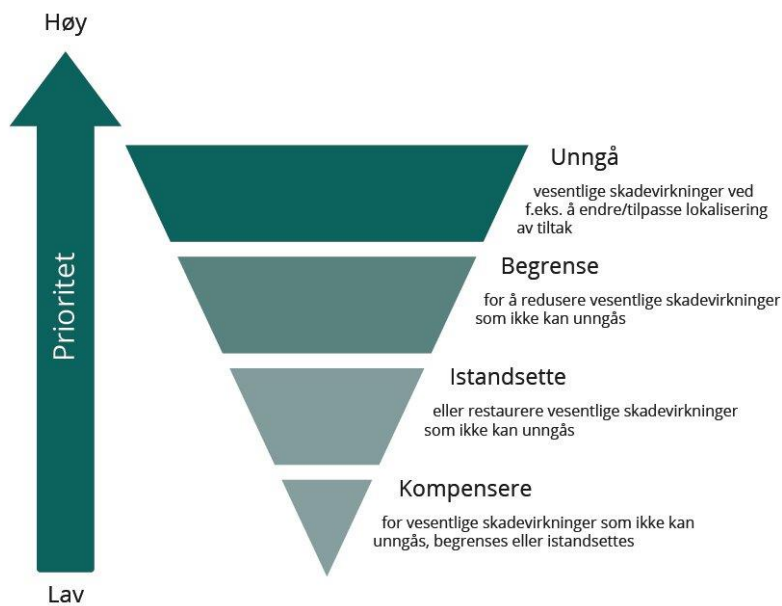 Høy
Prioritet
Lav
Unngå
vesentlige skadevirkninger ved
f.eks. å endre/tilpasse lokalisering
av tiltak
Begrense
for å redusere vesentlige skadevirkninger
som ikke kan unngås
Istandsette
eller restaurere vesentlige skadevirkninger
som ikke kan unngås
Kompensere
for vesentlige skadevirkninger som ikke kan
unngås, begrenses eller istandsettes